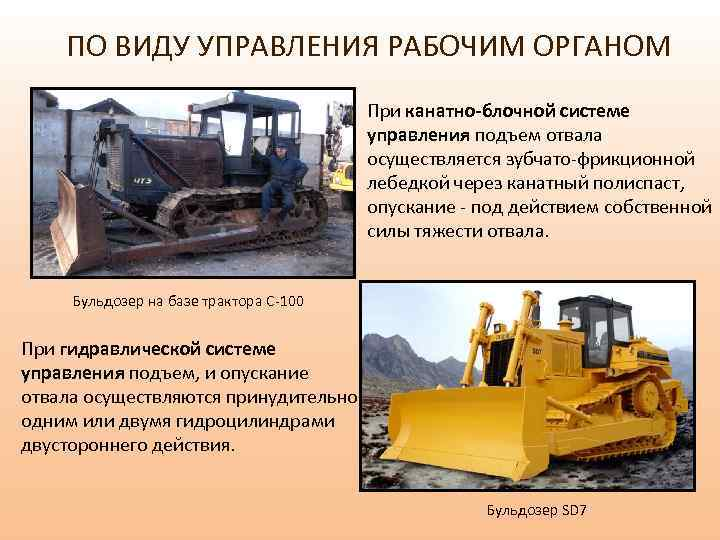 ПО ВИДУ УПРАВЛЕНИЯ РАБОЧИМ ОРГАНОМ
При канатно-блочной системе
управления подъем отвала
осуществляется зубчато-фрикционной
лебедкой через канатный полиспаст,
опускание - под действием собственной
силы тяжести отвала.
ЧТЗ
Бульдозер на базе трактора С-100
При гидравлической системе
управления подъем, и опускание
отвала осуществляются принудительно
одним или двумя гидроцилиндрами
двустороннего действия.
SD7
Бульдозер SD7